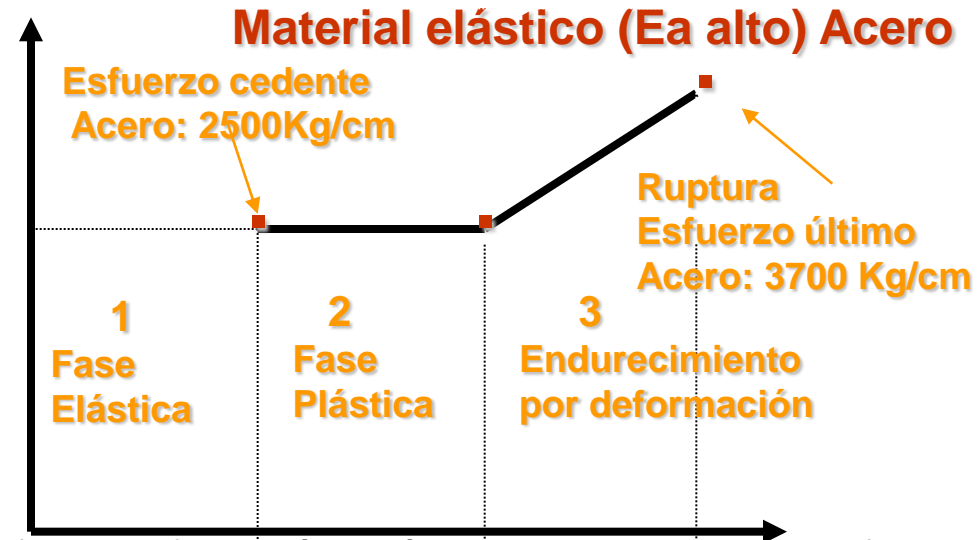 Material elástico (Ea alto) Acero
Esfuerzo cedente
Acero: 2500Kg/cm
Ruptura
Esfuerzo último
Acero: 3700 Kg/cm
1
Fase
Elástica
2
Fase
Plástica
3
Endurecimiento
por deformación